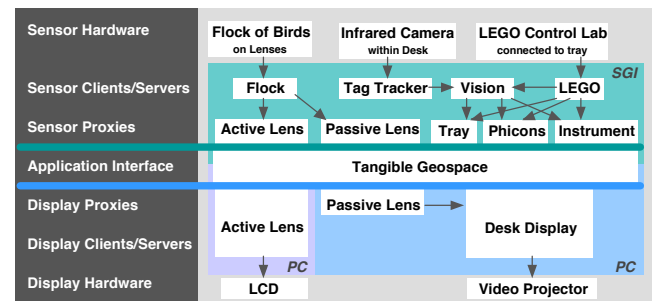 Sensor Hardware
Flock of Birds
on Lenses
Infrared Camera
within Desk
LEGO Control Lab
connected to tray
SGI
Sensor Clients/Servers
Flock
Tag Tracker
Vision
LEGO
Sensor Proxies
Active Lens
Passive Lens
Tray
Phicons
Instrument
Application Interface
Tangible Geospace
Display Proxies
Passive Lens
Active Lens
Desk Display
Display Clients/Servers
PC
PC
Display Hardware
LCD
Video Projector